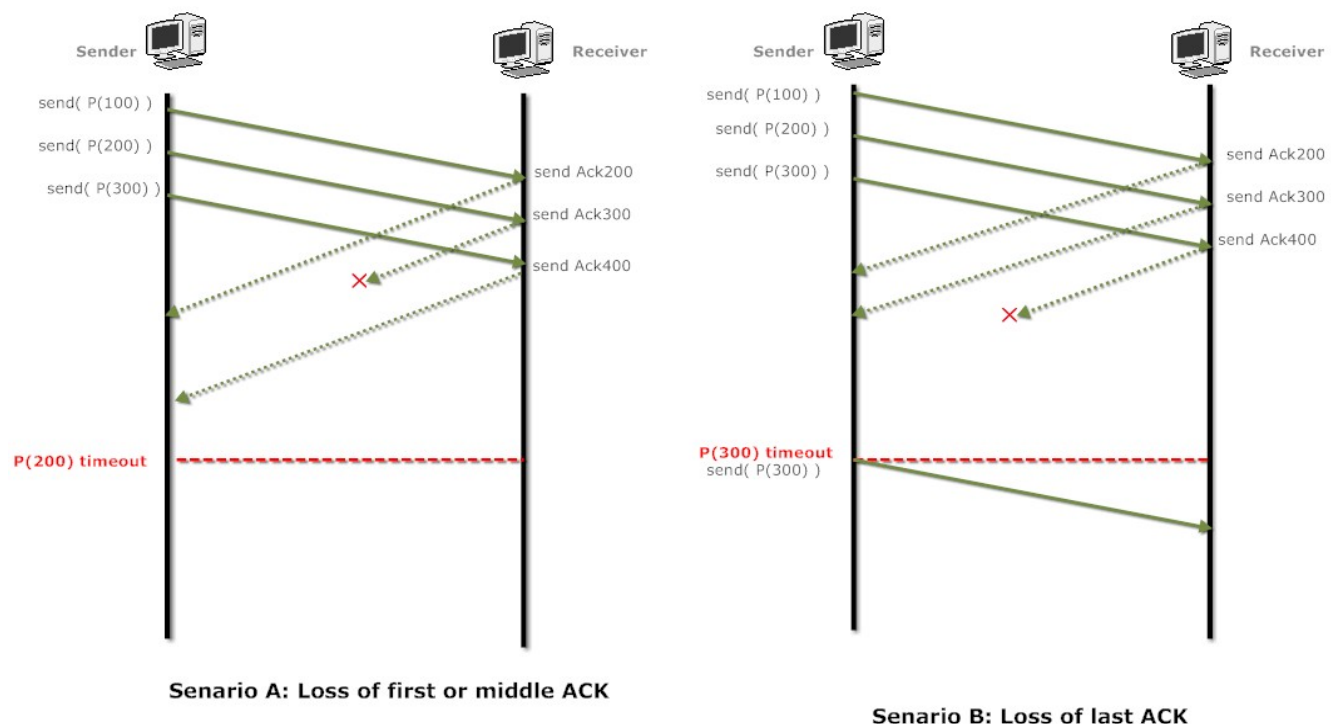 Sender
Receiver
send( P(100) )
send( P(200) )
send( P(300) )
send Ack200
send Ack300
send Ack400
P(200) timeout
Senario A: Loss of first or middle ACK
Sender
Receiver
send( P(100) )
send( P(200) )
send( P(300) )
send Ack200
send Ack300
send Ack400
P(300) timeout
send( P(300) )
Senario B: Loss of last ACK